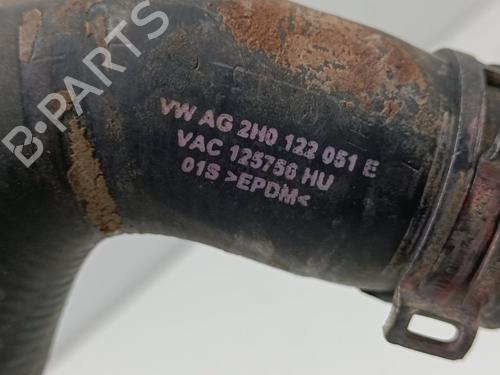 B-PARTS
VW AG 2H0 122 051 E
VAC 125756 HU
01S >EPDM<